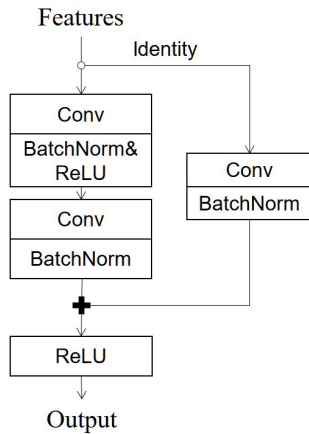 Features
Identity
Conv
BatchNorm&
ReLU
Conv
BatchNorm
Conv
BatchNorm
ReLU
Output